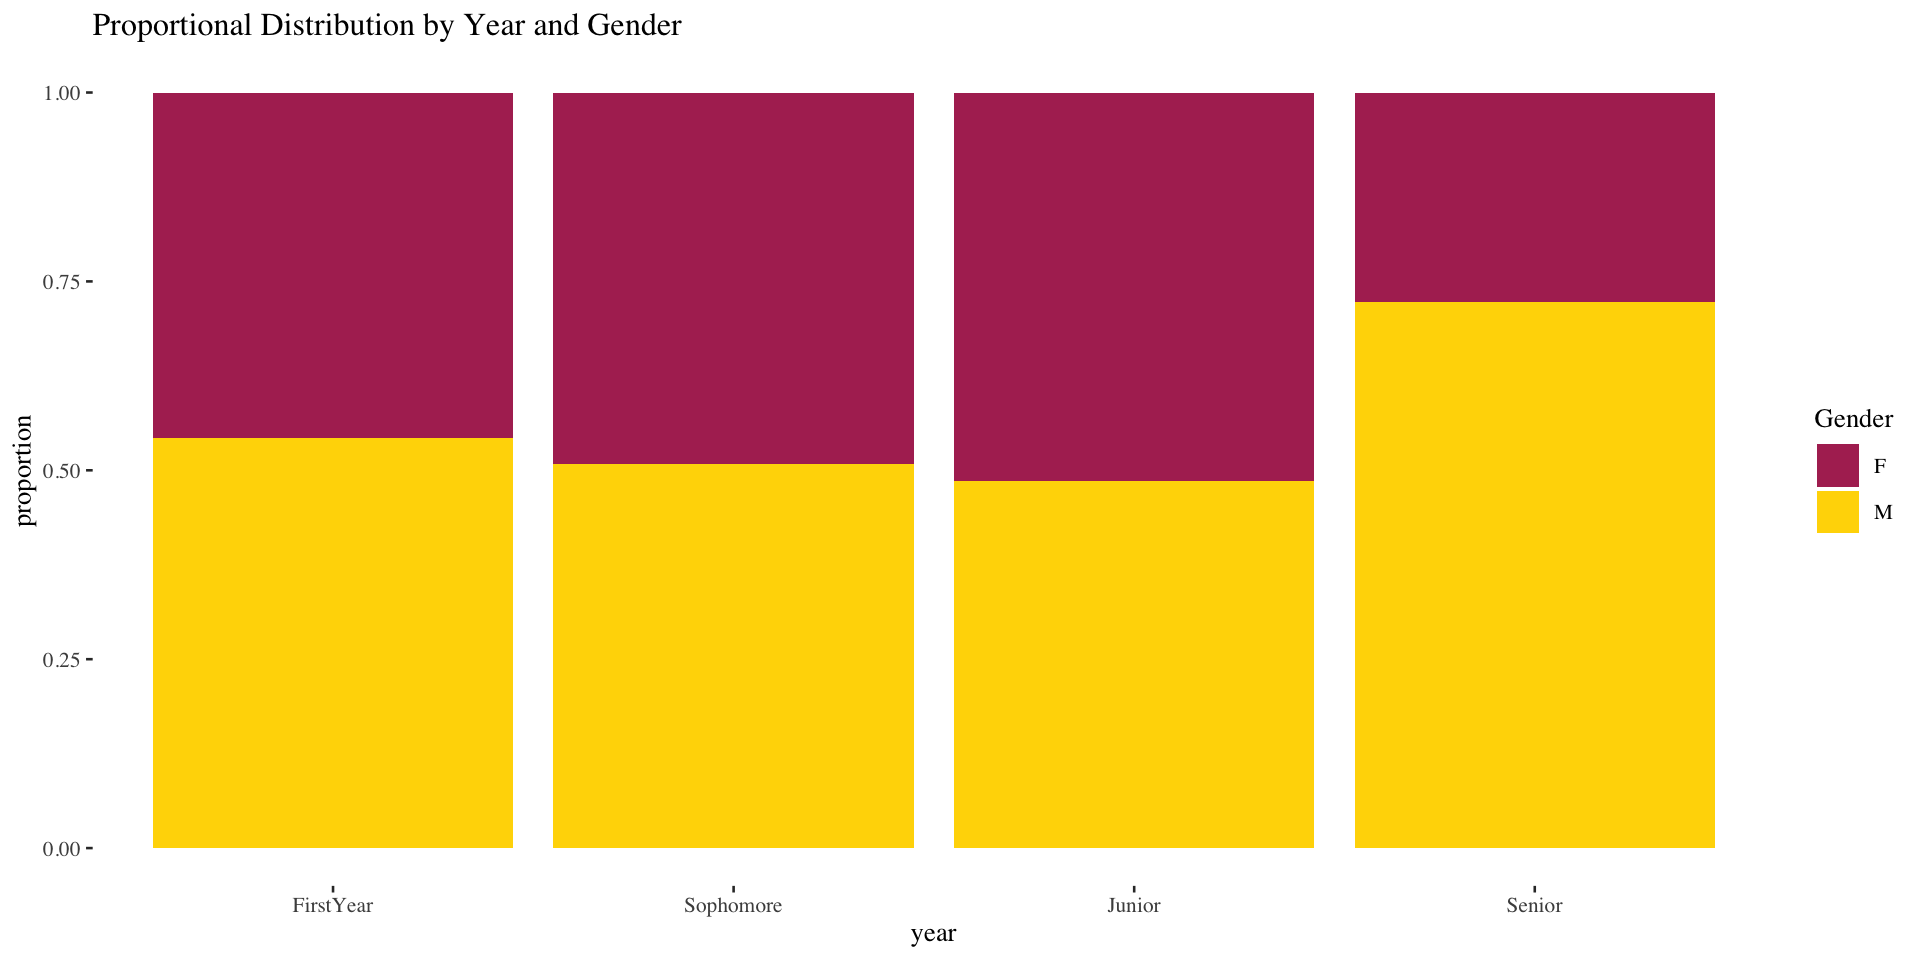 Proportional Distribution by Year and Gender
1.00
0.75
0.50
0.25
0.00
proportion
FirstYear
Sophomore
Junior
Senior
year
Gender
F
M